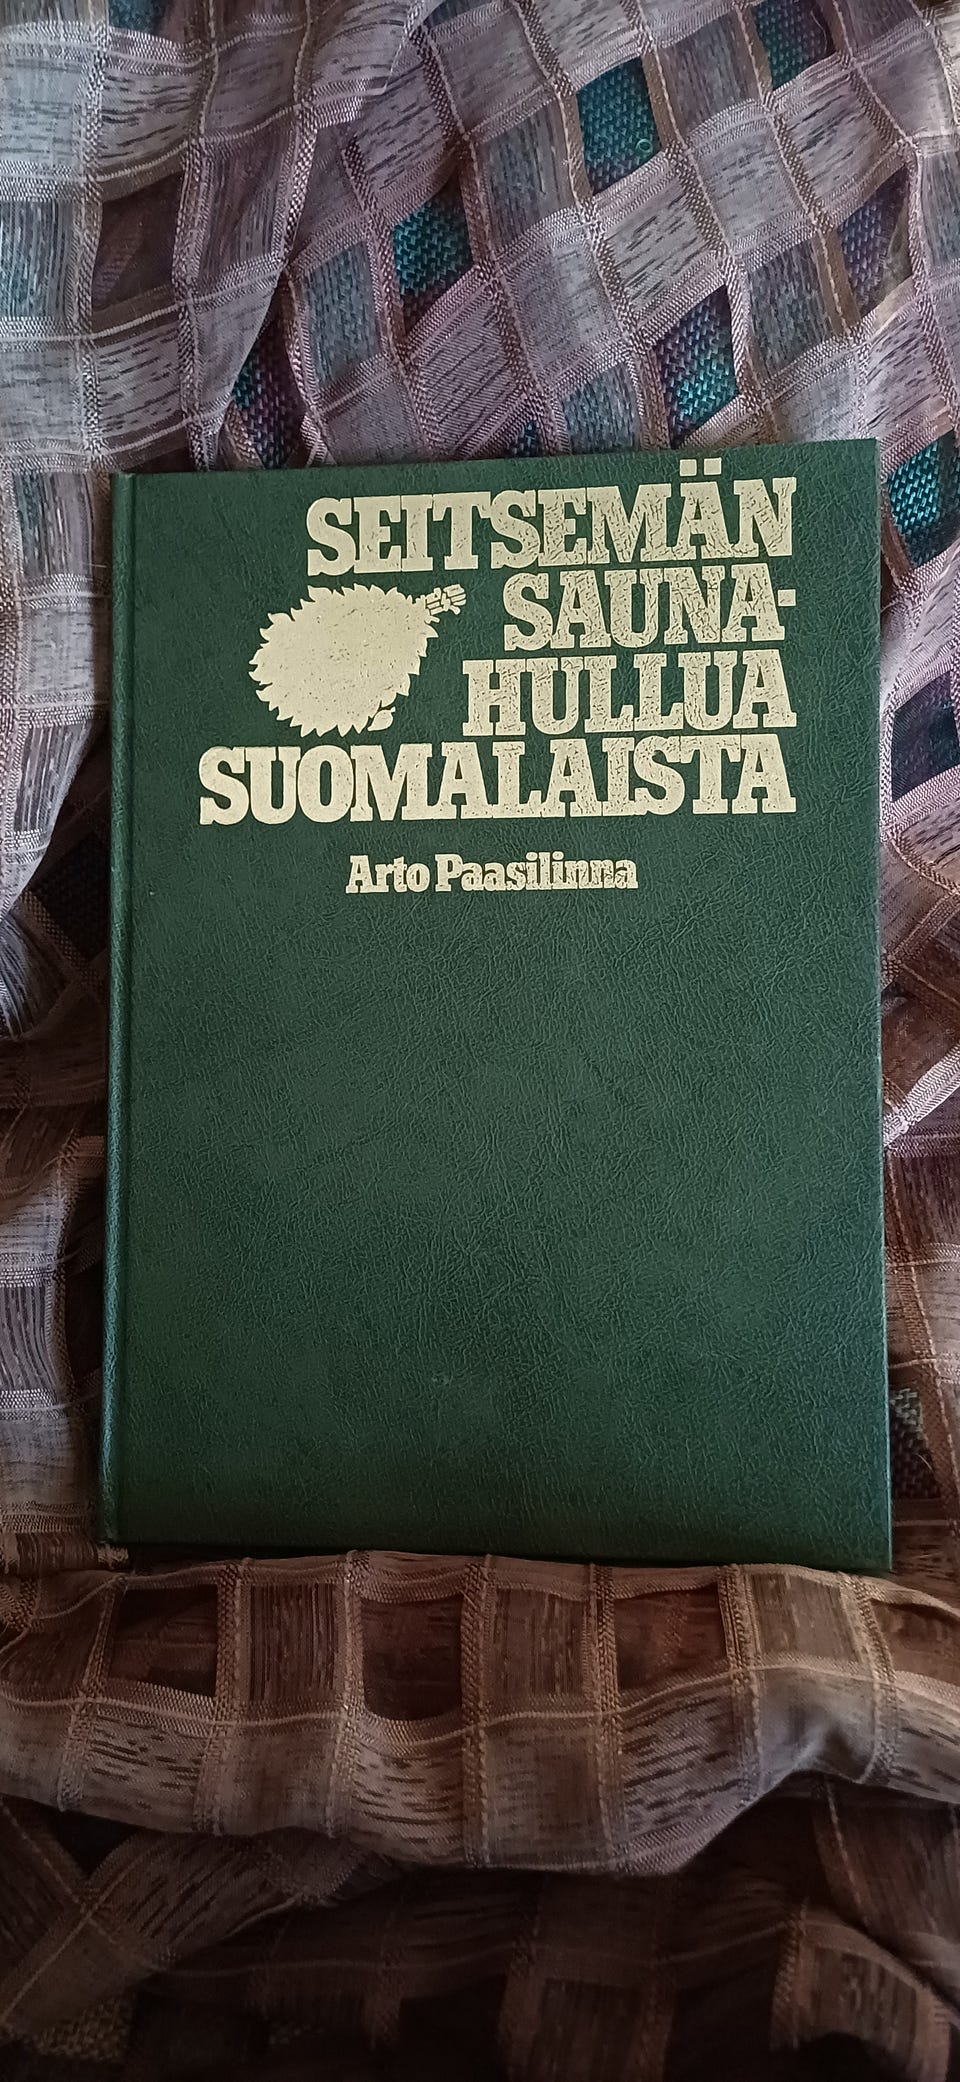 SEITSEMÄN
SAUNA-
HULLUA
SUOMALAISTA
Arto Paasilinna